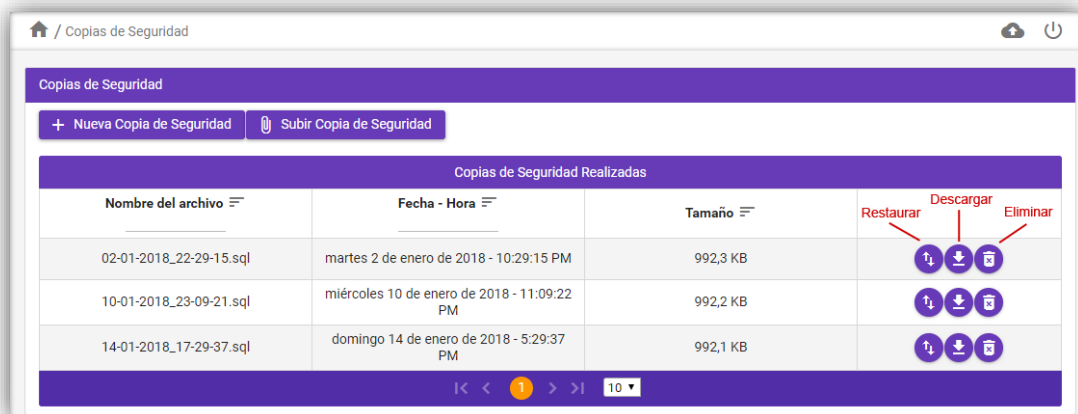 / Copias de Seguridad
Copias de Seguridad
+ Nueva Copia de Seguridad Subir Copia de Seguridad
Copias de Seguridad Realizadas
Nombre del archivo Fecha - Hora Tamaño Restaurar Descargar Eliminar
02-01-2018_22-29-15.sql martes 2 de enero de 2018 - 10:29:15 PM 992,3 KB
10-01-2018_23-09-21.sql miércoles 10 de enero de 2018 - 11:09:22 PM 992,2 KB
14-01-2018_17-29-37.sql domingo 14 de enero de 2018 - 5:29:37 PM 992,1 KB
1 10